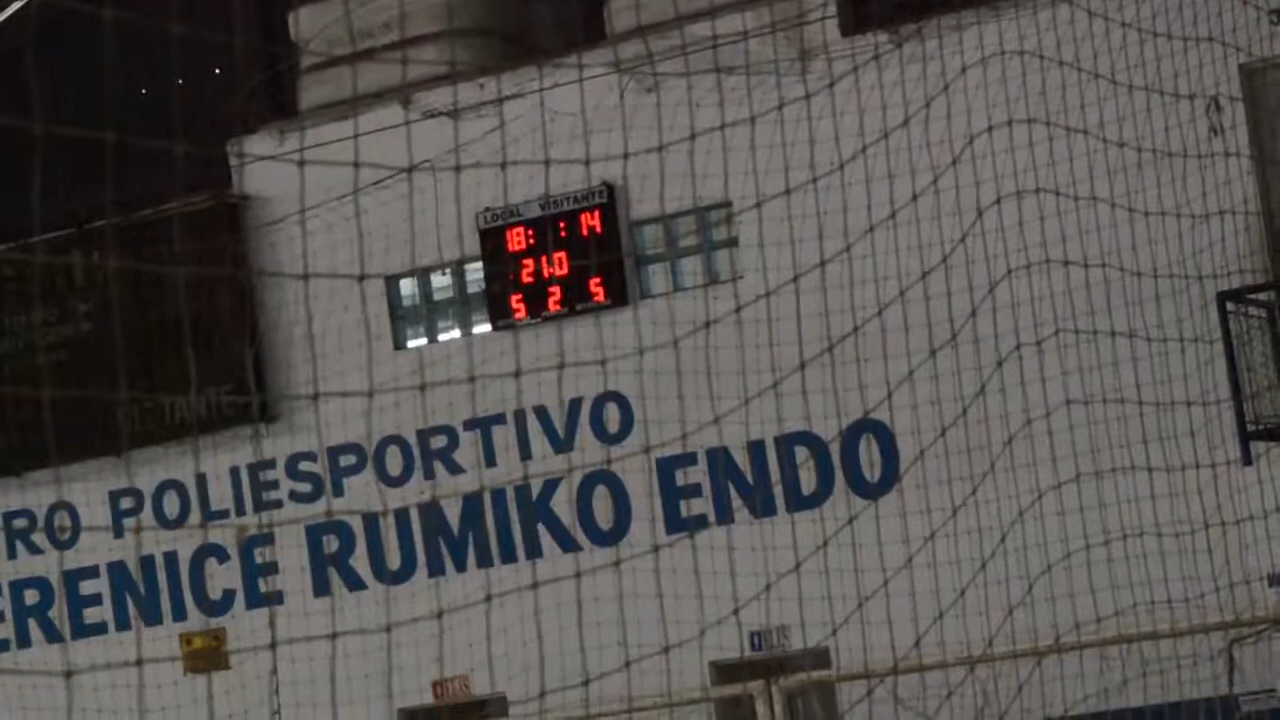 LOCAL VISITANTE
18: :14
21.0
5 2 5
RO POLIESPORTIVO
ERENICE RUMIKO ENDO